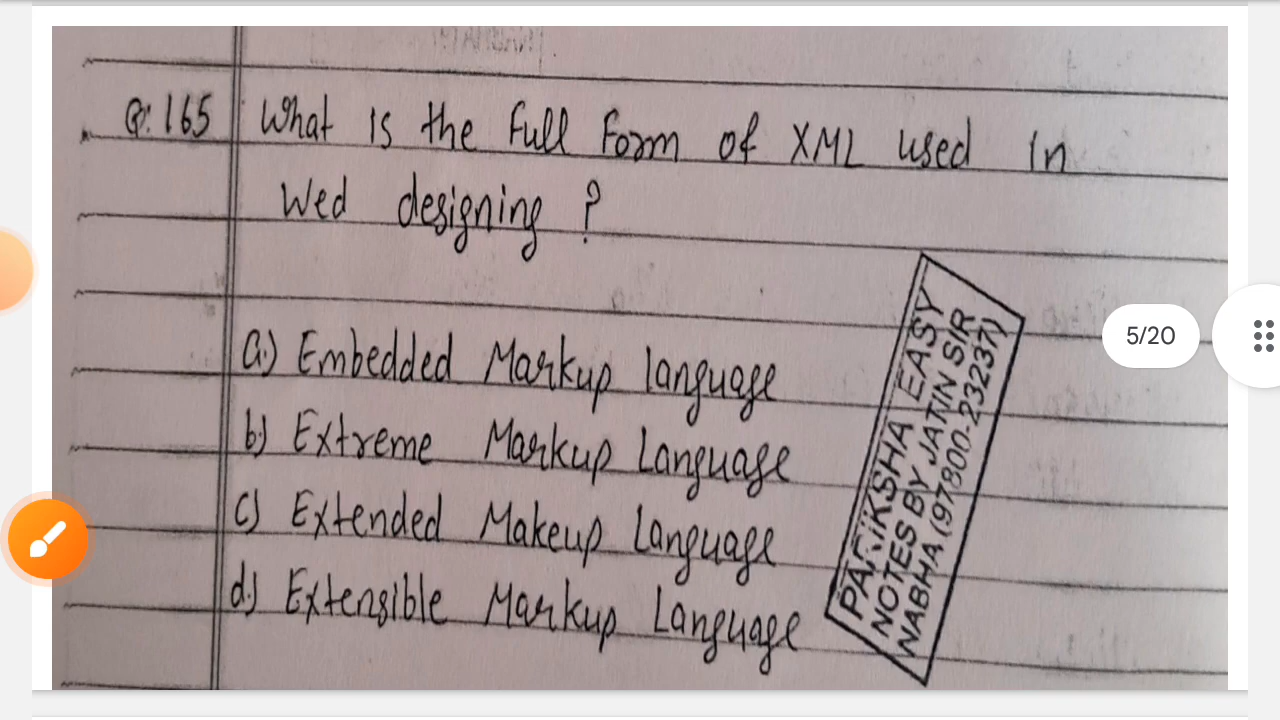 Q. 165 What is the full form of XML used in
Wed designing ?
a.) Embedded Markup language
b.) Extreme Markup Language
c.) Extended Makeup Language
d.) Extensible Markup Language
PARIKSHA EASY
NOTES BY JATIN SIR
NABHA (97800-23237)
5/20